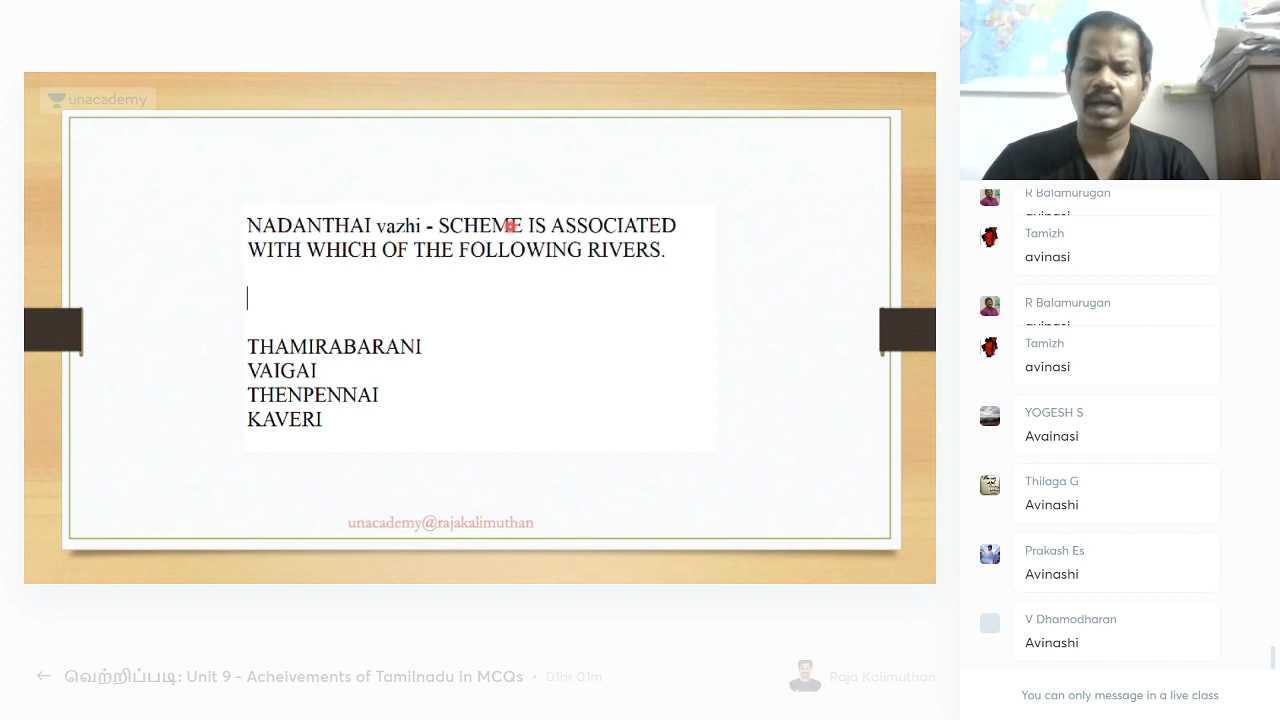 unacademy
NADANTHAI vazhi - SCHEME IS ASSOCIATED
WITH WHICH OF THE FOLLOWING RIVERS.
THAMIRABARANI
VAIGAI
THENPENNAI
KAVERI
unacademy@rajakalimuthan
வெற்றிப்படி: Unit 9 - Acheivements of Tamilnadu in MCQs • 01hr 01m
Raja Kalimuthan
R Balamurugan
Tamizh
avinasi
R Balamurugan
Tamizh
avinasi
YOGESH S
Avainasi
Thilaga G
Avinashi
Prakash Es
Avinashi
V Dhamodharan
Avinashi
You can only message in a live class